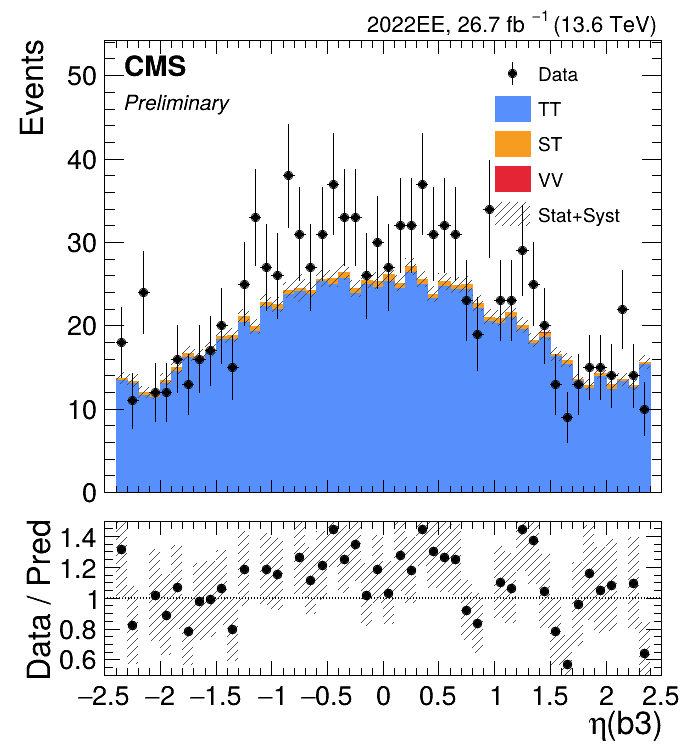 2022EE, 26.7 fb⁻¹ (13.6 TeV)
Events
CMS
Preliminary
Data
TT
ST
VV
Stat+Syst
50
40
30
20
10
0
Data / Pred
1.4
1.2
1
0.8
0.6
−2.5 −2 −1.5 −1 −0.5 0 0.5 1 1.5 2 2.5
η(b3)